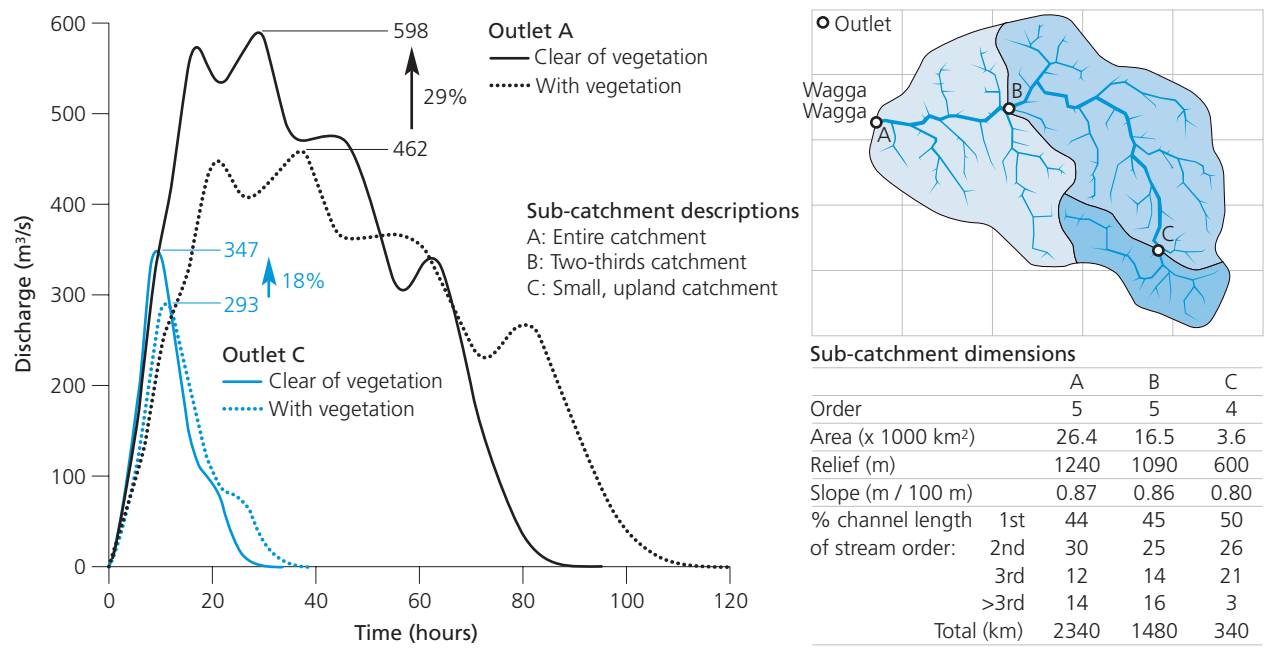 600
500
400
300
200
100
0
Discharge (m³/s)
0 20 40 60 80 100 120
Time (hours)
598
29%
462
347
18%
293
Outlet A
Clear of vegetation
With vegetation
Outlet C
Clear of vegetation
With vegetation
Sub-catchment descriptions
A: Entire catchment
B: Two-thirds catchment
C: Small, upland catchment
Outlet
Wagga
Wagga
A
B
C
Sub-catchment dimensions
A B C
Order 5 5 4
Area (x 1000 km²) 26.4 16.5 3.6
Relief (m) 1240 1090 600
Slope (m / 100 m) 0.87 0.86 0.80
% channel length 1st 44 45 50
of stream order: 2nd 30 25 26
3rd 12 14 21
>3rd 14 16 3
Total (km) 2340 1480 340